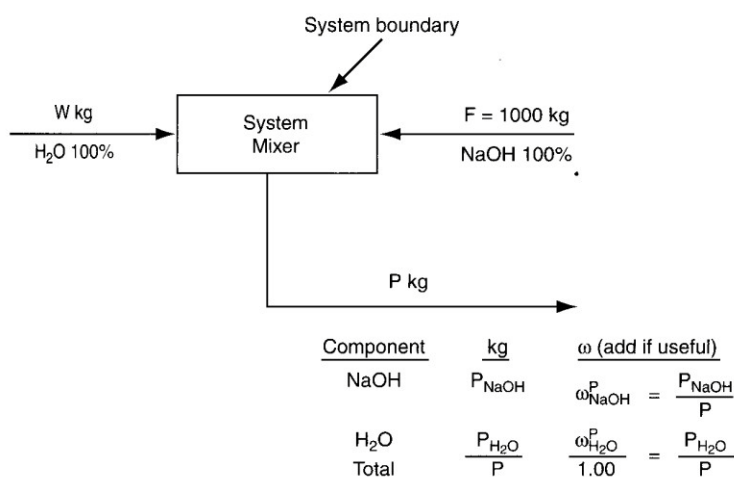 System boundary
W kg
H₂O 100%
System
Mixer
F = 1000 kg
NaOH 100%
P kg
Component kg ω (add if useful)
NaOH P_NaOH ω^P_NaOH = P_NaOH / P
H₂O P_H₂O ω^P_H₂O = P_H₂O / P
Total P 1.00